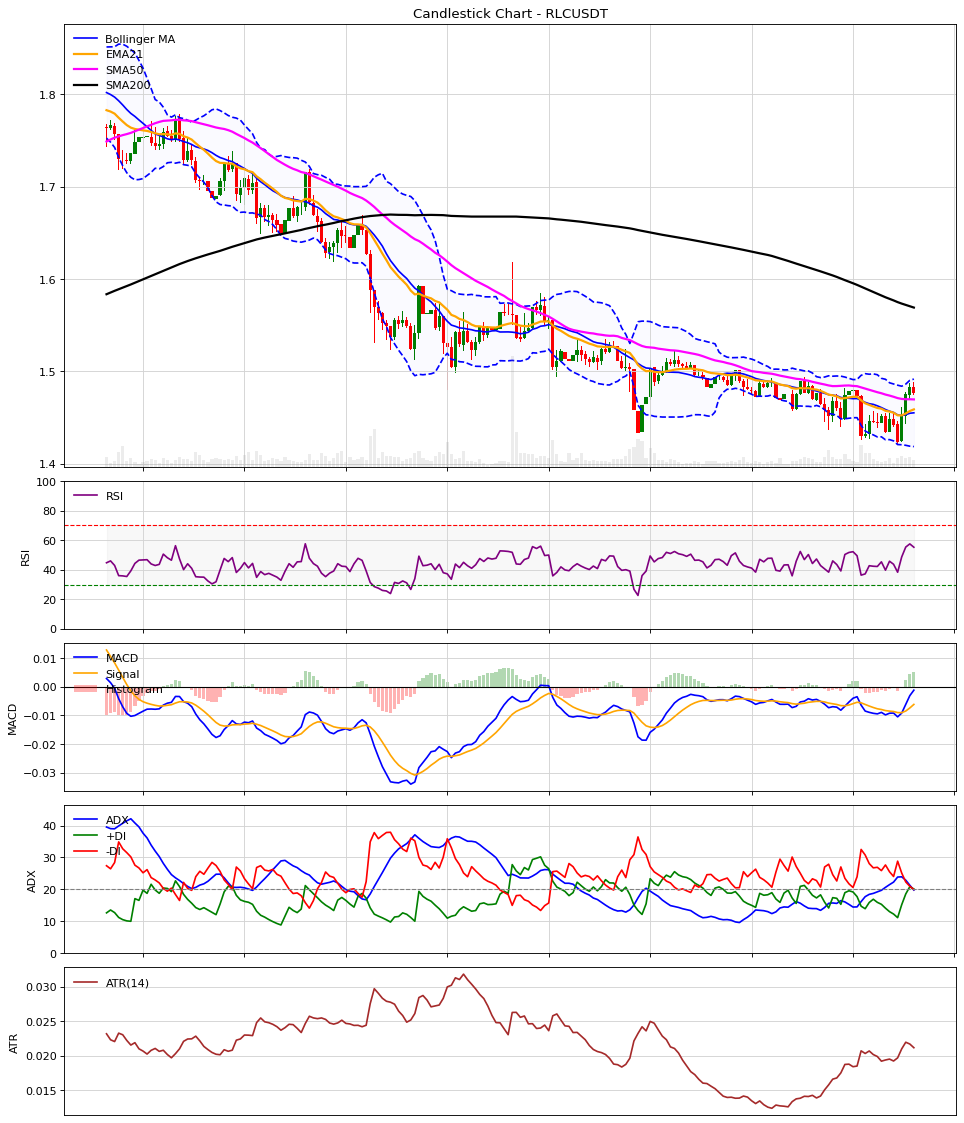 Candlestick Chart - RLCUSDT
Bollinger MA
EMA21
SMA50
SMA200
1.8
1.7
1.6
1.5
1.4
100
80
60
40
20
0
RSI
RSI
0.01
0.00
−0.01
−0.02
−0.03
MACD
MACD
Signal
Histogram
40
30
20
10
0
ADX
ADX
+DI
-DI
0.030
0.025
0.020
0.015
ATR
ATR(14)